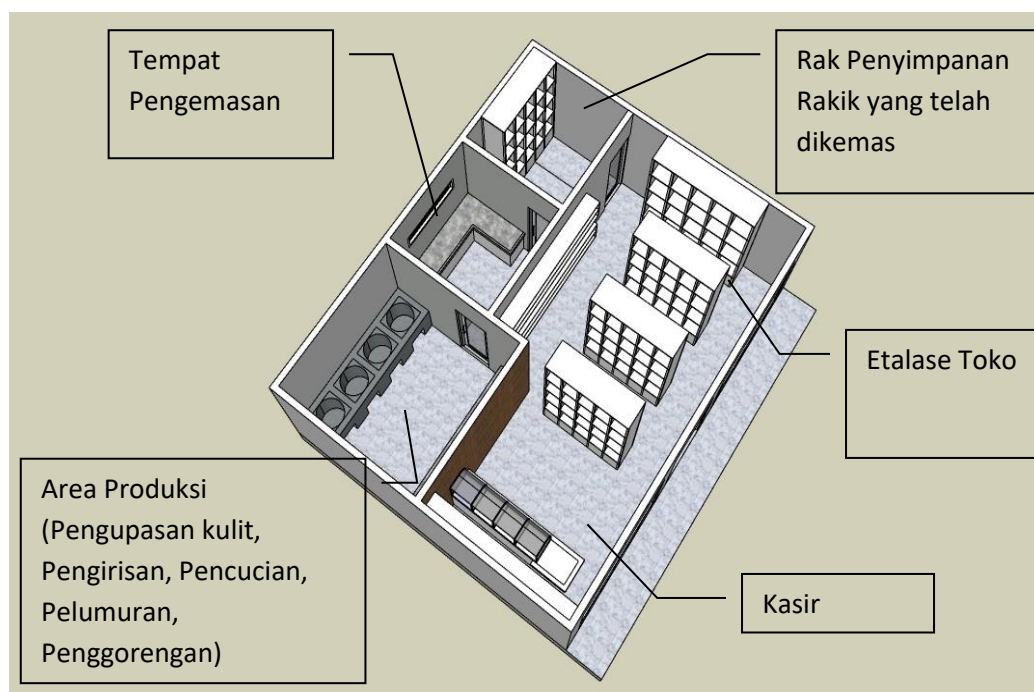 Tempat
Pengemasan
Rak Penyimpanan
Rakik yang telah
dikemas
Etalase Toko
Area Produksi
(Pengupasan kulit,
Pengirisan, Pencucian,
Pelumuran,
Penggorengan)
Kasir